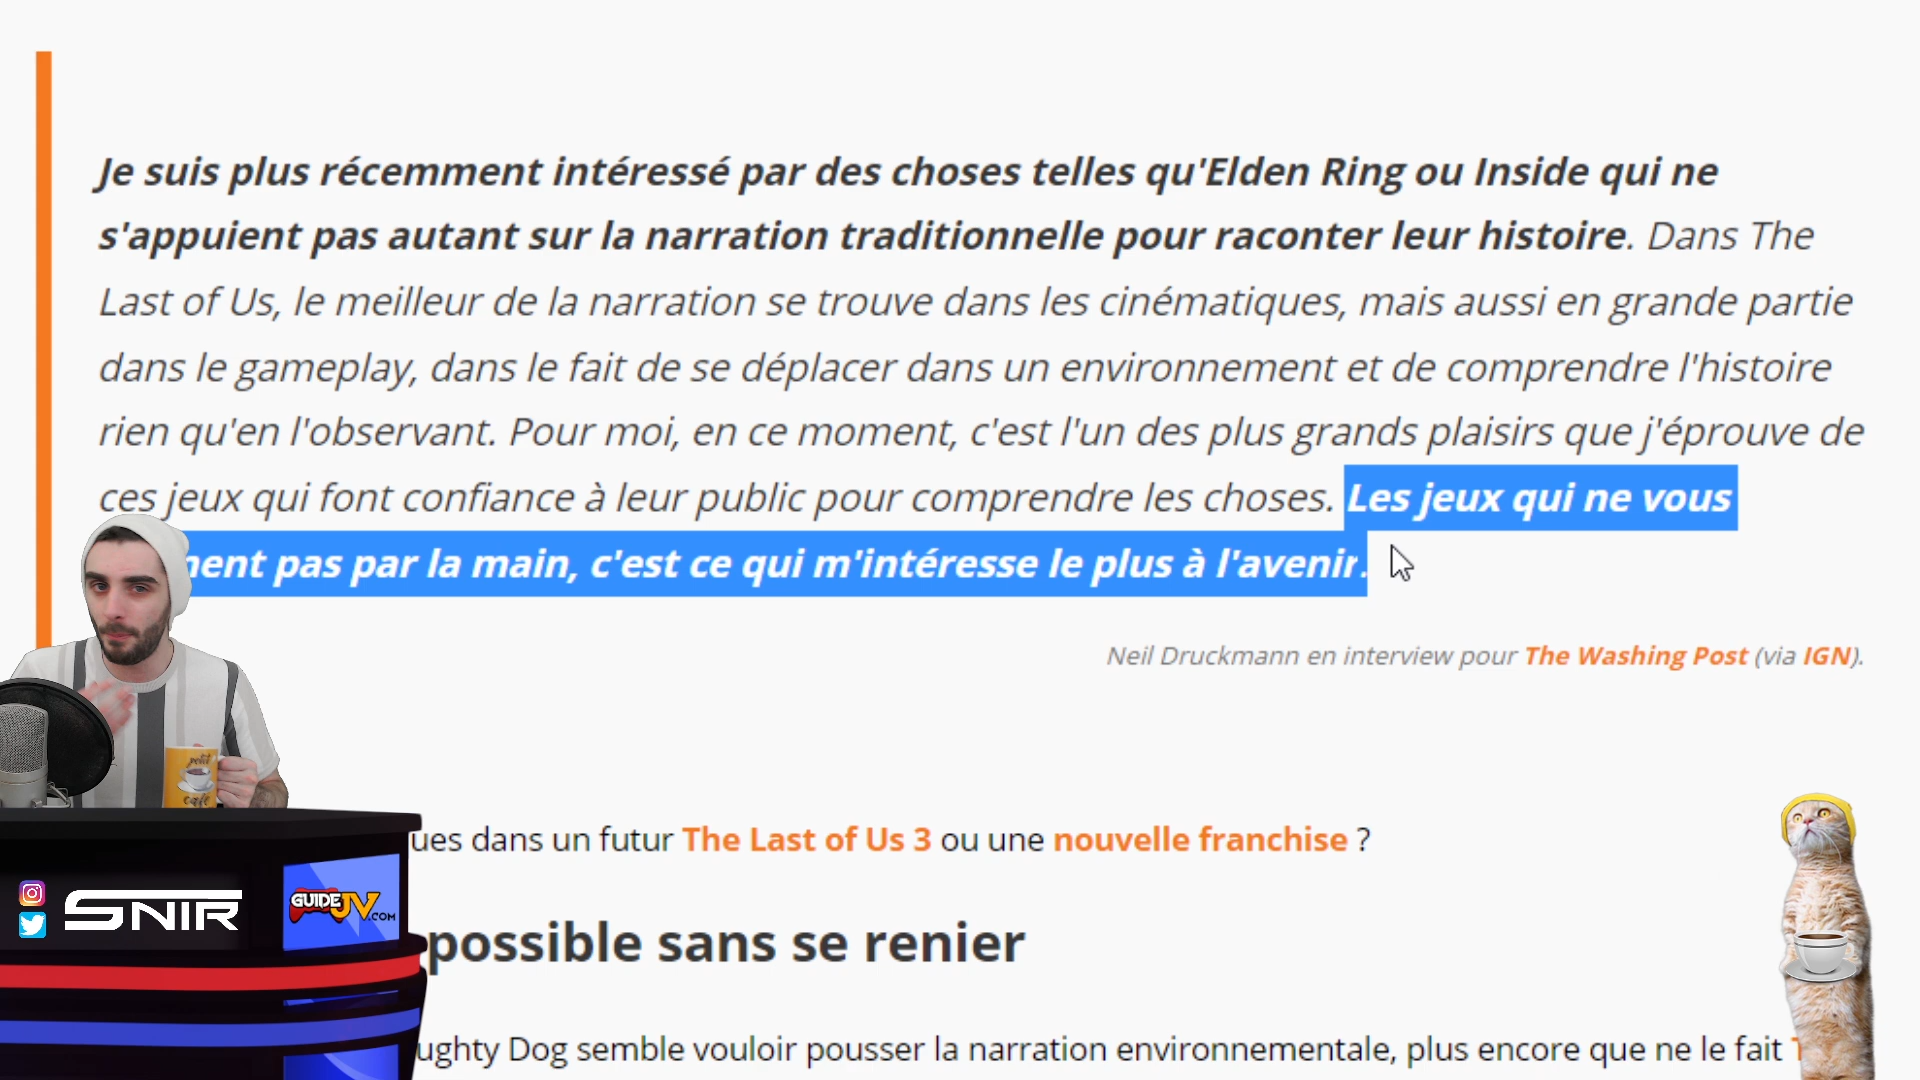 Je suis plus récemment intéressé par des choses telles qu'Elden Ring ou Inside qui ne
s'appuient pas autant sur la narration traditionnelle pour raconter leur histoire. Dans The
Last of Us, le meilleur de la narration se trouve dans les cinématiques, mais aussi en grande partie
dans le gameplay, dans le fait de se déplacer dans un environnement et de comprendre l'histoire
rien qu'en l'observant. Pour moi, en ce moment, c'est l'un des plus grands plaisirs que j'éprouve de
ces jeux qui font confiance à leur public pour comprendre les choses. Les jeux qui ne vous
pas par la main, c'est ce qui m'intéresse le plus à l'avenir.
Neil Druckmann en interview pour The Washing Post (via IGN).
petit
café
dans un futur The Last of Us 3 ou une nouvelle franchise ?
SNIR
GUIDEJV.COM
possible sans se renier
Dog semble vouloir pousser la narration environnementale, plus encore que ne le fait